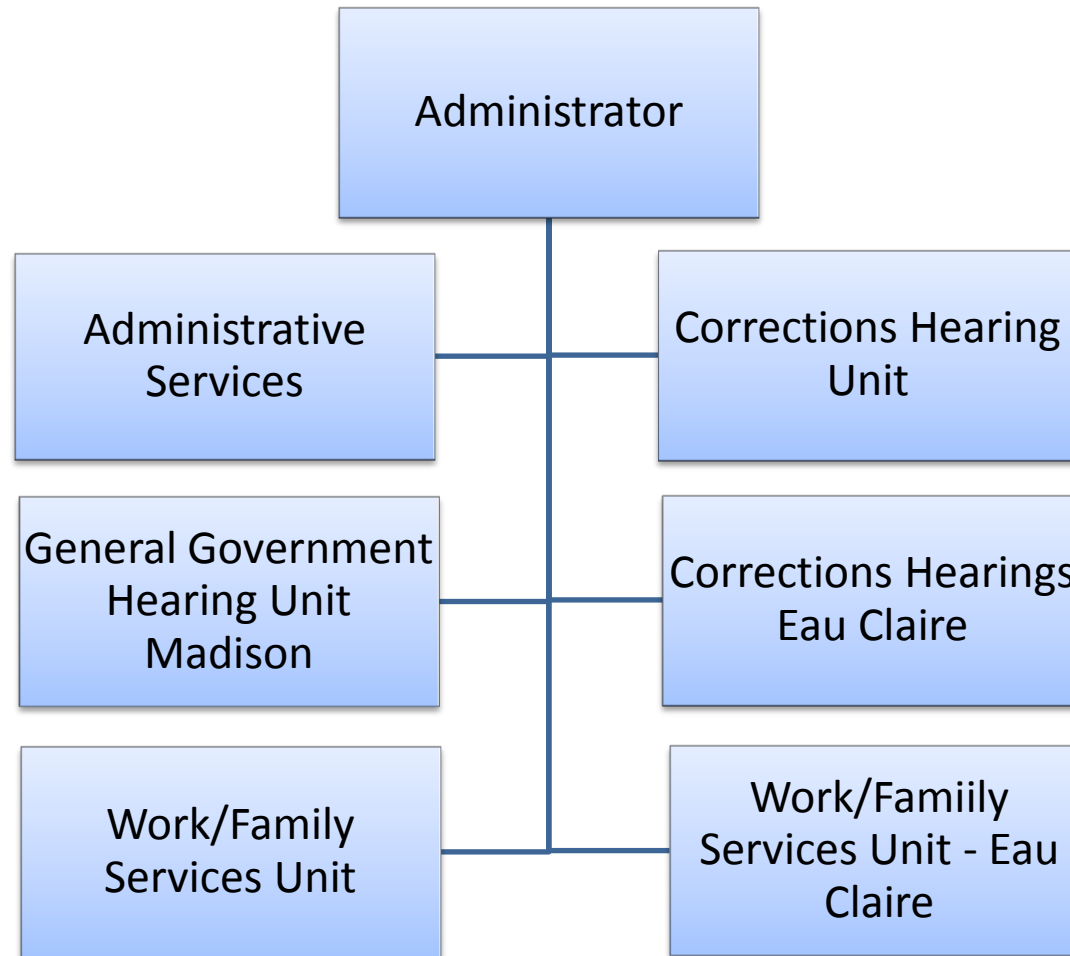 Administrator
Administrative
Services
Corrections Hearing
Unit
General Government
Hearing Unit
Madison
Corrections Hearings
Eau Claire
Work/Family
Services Unit
Work/Famiily
Services Unit - Eau
Claire